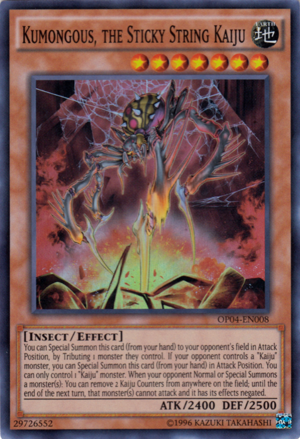 Kumongous, the Sticky String Kaiju
EARTH
地
OP04-EN008
[Insect/Effect]
You can Special Summon this card (from your hand) to your opponent's field in Attack
Position, by Tributing 1 monster they control. If your opponent controls a "Kaiju"
monster, you can Special Summon this card (from your hand) in Attack Position. You
can only control 1 "Kaiju" monster. When your opponent Normal or Special Summons
a monster(s): You can remove 2 Kaiju Counters from anywhere on the field; until the
end of the next turn, that monster(s) cannot attack and it has its effects negated.
ATK/2400 DEF/2500
29726552
©1996 KAZUKI TAKAHASHI